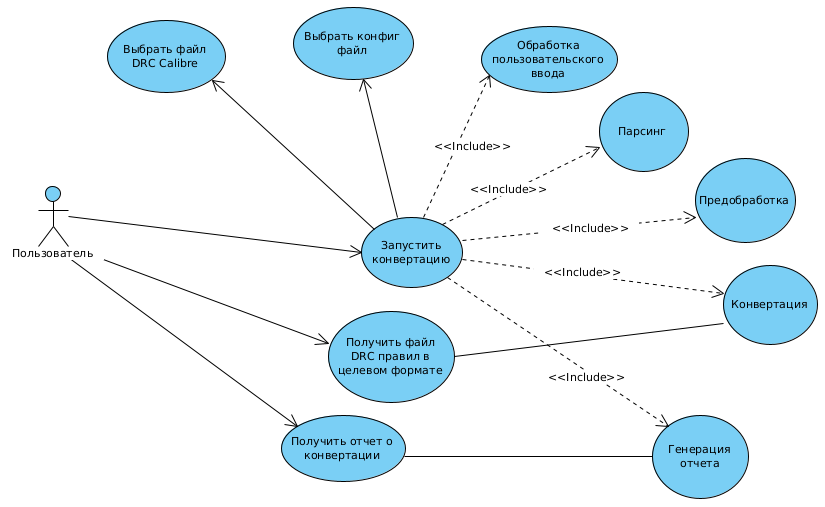 Выбрать файл
DRC Calibre
Выбрать конфиг
файл
Обработка
пользовательского
ввода
<<Include>>
Парсинг
<<Include>>
Предобработка
<<Include>>
Пользователь
Запустить
конвертацию
<<Include>>
Конвертация
Получить файл
DRC правил в
целевом формате
<<Include>>
Получить отчет о
конвертации
Генерация
отчета